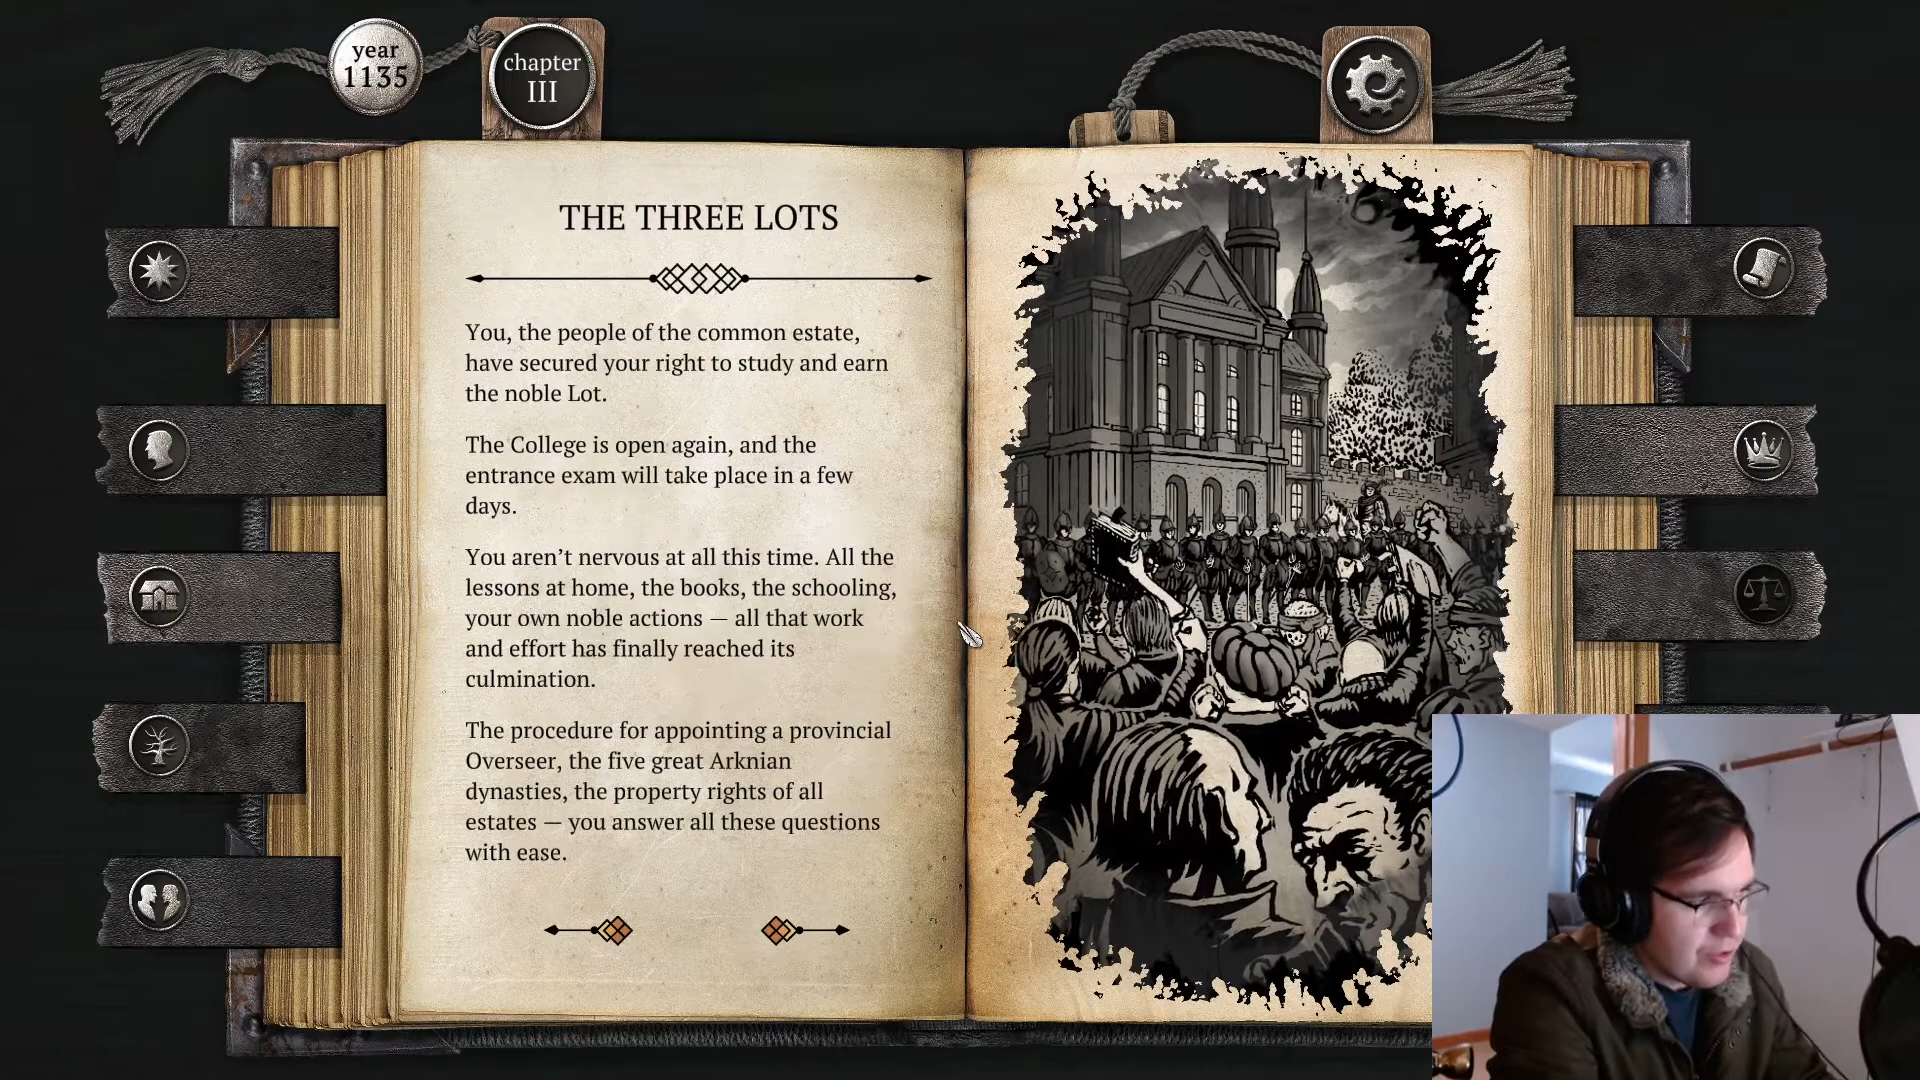 year
1135
chapter
III
THE THREE LOTS
You, the people of the common estate,
have secured your right to study and earn
the noble Lot.
The College is open again, and the
entrance exam will take place in a few
days.
You aren’t nervous at all this time. All the
lessons at home, the books, the schooling,
your own noble actions — all that work
and effort has finally reached its
culmination.
The procedure for appointing a provincial
Overseer, the five great Arknian
dynasties, the property rights of all
estates — you answer all these questions
with ease.